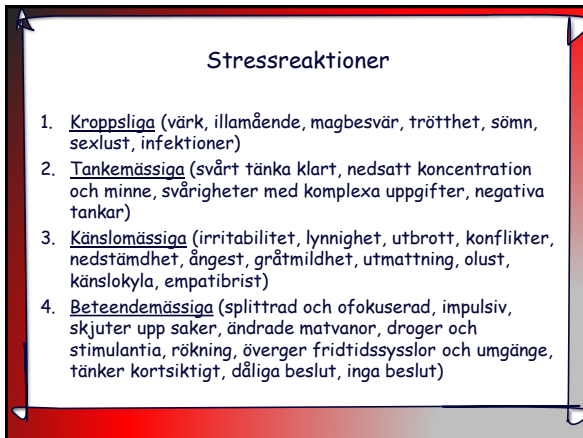 Stressreaktioner
1. Kroppsliga (värk, illamående, magbesvär, trötthet, sömn,
sexlust, infektioner)
2. Tankemässiga (svårt tänka klart, nedsatt koncentration
och minne, svårigheter med komplexa uppgifter, negativa
tankar)
3. Känslomässiga (irritabilitet, lynnighet, utbrott, konflikter,
nedstämdhet, ångest, gråtmildhet, utmattning, olust,
känslokyla, empatibrist)
4. Beteendemässiga (splittrad och ofokuserad, impulsiv,
skjuter upp saker, ändrade matvanor, droger och
stimulantia, rökning, överger fridtidssysslor och umgänge,
tänker kortsiktigt, dåliga beslut, inga beslut)